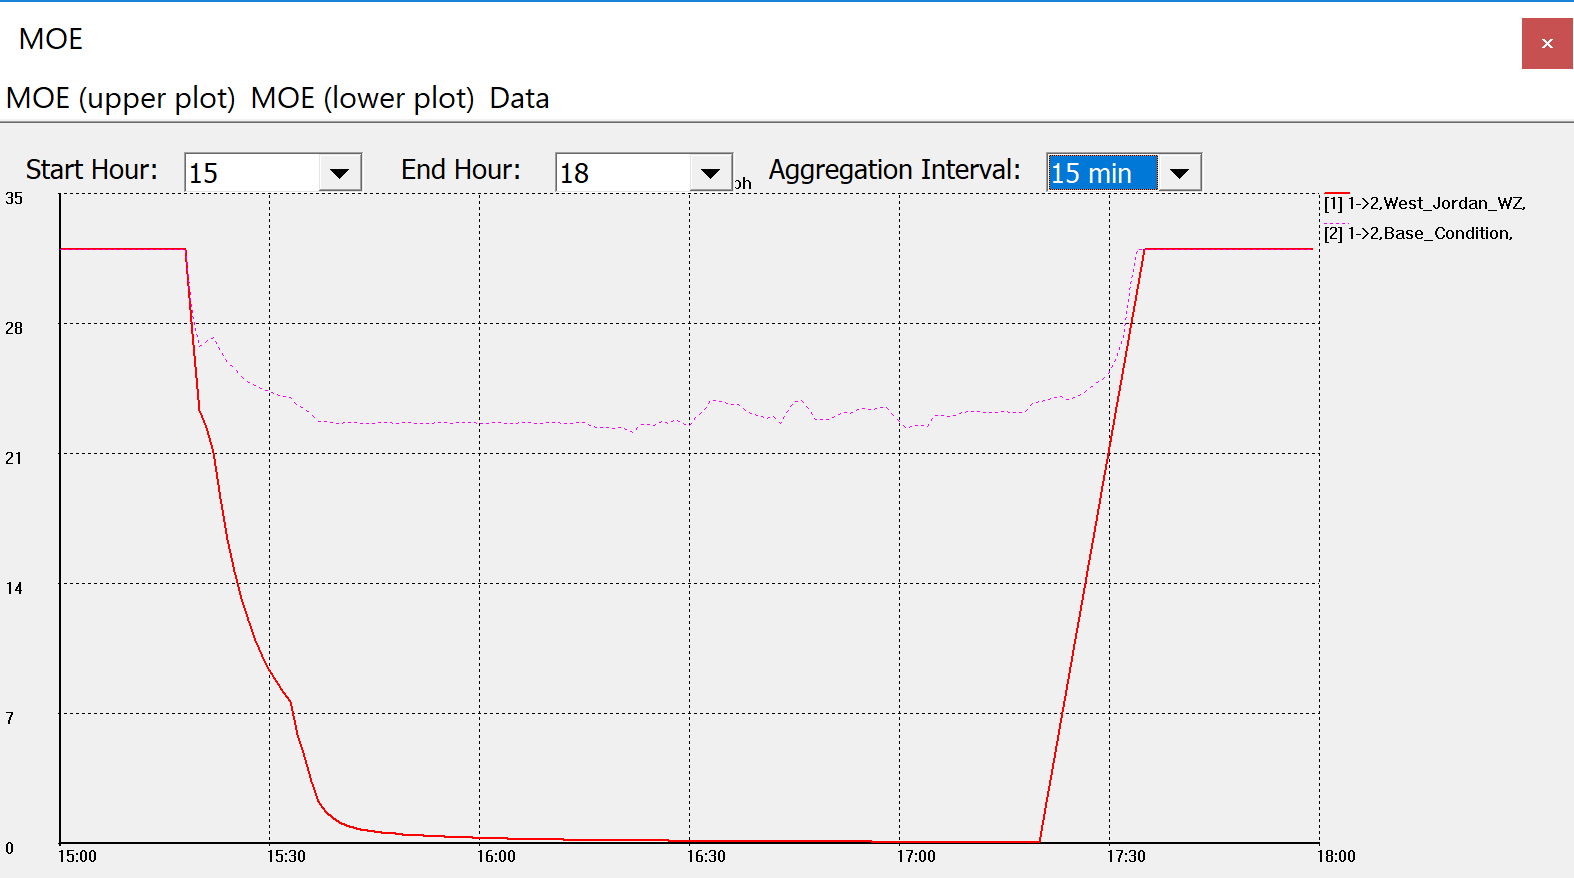 MOE
×
MOE (upper plot) MOE (lower plot) Data
Start Hour: 15 End Hour: 18 ph Aggregation Interval: 15 min
35
[1] 1->2,West_Jordan_WZ,
[2] 1->2,Base_Condition,
28
21
14
7
0
15:00 15:30 16:00 16:30 17:00 17:30 18:00